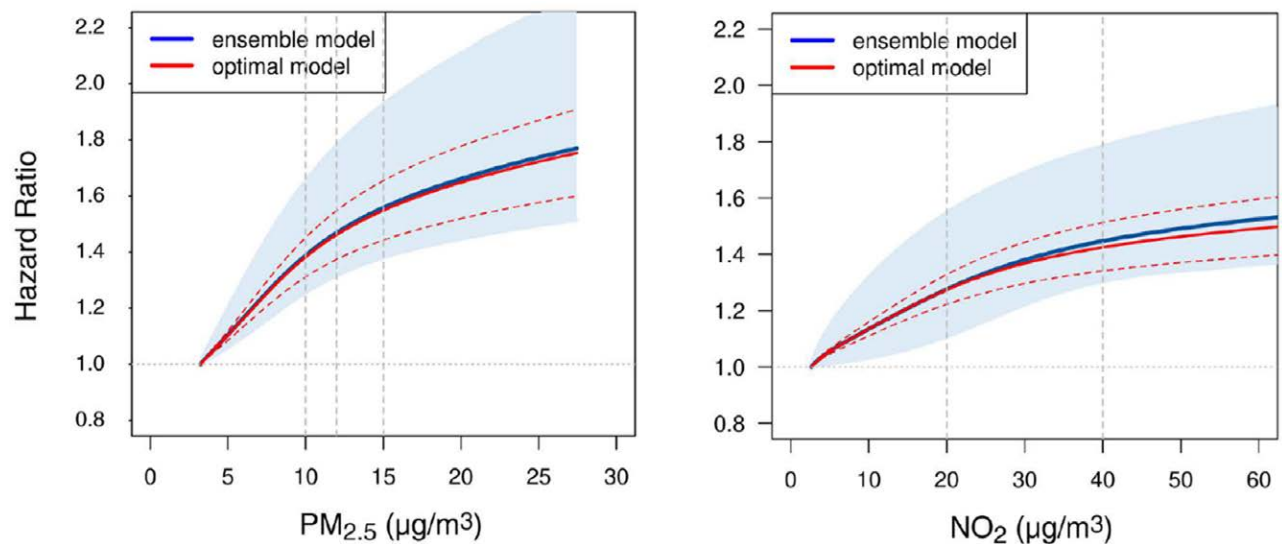 2.2
2.0
1.8
1.6
1.4
1.2
1.0
0.8
Hazard Ratio
ensemble model
optimal model
0 5 10 15 20 25 30
PM2.5 (µg/m3)
2.2
2.0
1.8
1.6
1.4
1.2
1.0
0.8
ensemble model
optimal model
0 10 20 30 40 50 60
NO2 (µg/m3)